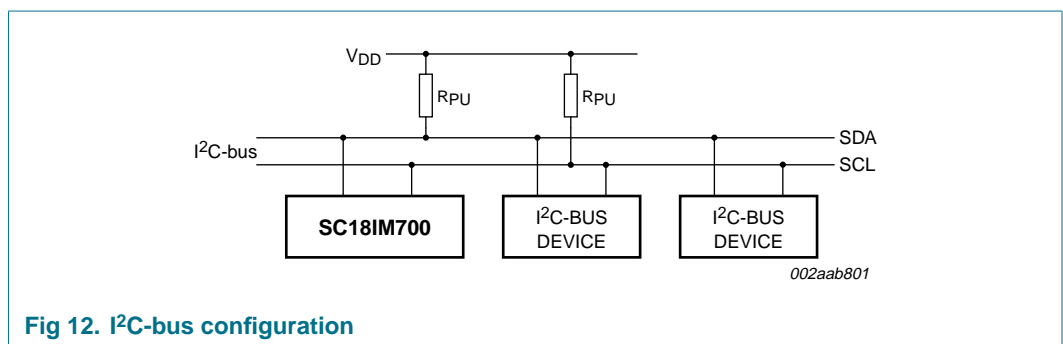 VDD
RPU
RPU
SDA
I²C-bus
SCL
SC18IM700
I²C-BUS
DEVICE
I²C-BUS
DEVICE
002aab801
Fig 12. I²C-bus configuration